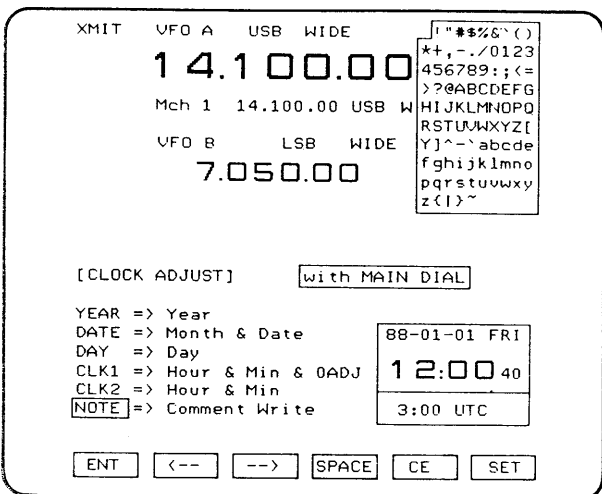 XMIT VFO A USB WIDE
14.100.00
Mch 1 14.100.00 USB W
VFO B LSB WIDE
7.050.00
!"#$%&`()
*+,-./0123
456789:;<=
>?@ABCDEFG
HIJKLMNOPQ
RSTUVWXYZ[
Y]^-`abcde
fghijklmno
pqrstuvwxy
z{|}~
[CLOCK ADJUST] with MAIN DIAL
YEAR => Year
DATE => Month & Date
DAY => Day
CLK1 => Hour & Min & 0ADJ
CLK2 => Hour & Min
NOTE => Comment Write
88-01-01 FRI
12:00 40
3:00 UTC
ENT <-- --> SPACE CE SET